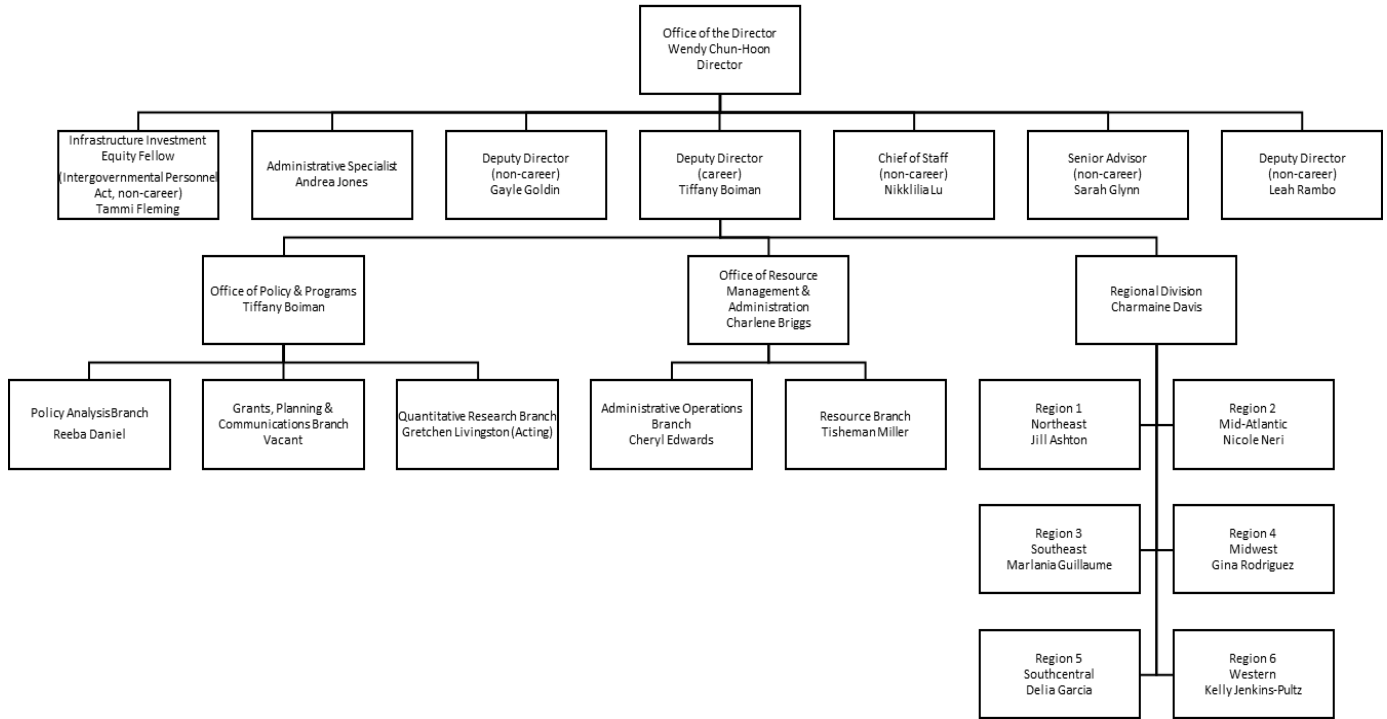 Office of the Director
Wendy Chun-Hoon
Director
Infrastructure Investment
Equity Fellow
(Intergovernmental Personnel
Act, non-career)
Tammi Fleming
Administrative Specialist
Andrea Jones
Deputy Director
(non-career)
Gayle Goldin
Deputy Director
(career)
Tiffany Boiman
Chief of Staff
(non-career)
Nikklilia Lu
Senior Advisor
(non-career)
Sarah Glynn
Deputy Director
(non-career)
Leah Rambo
Office of Policy & Programs
Tiffany Boiman
Office of Resource
Management &
Administration
Charlene Briggs
Regional Division
Charmaine Davis
Policy Analysis Branch
Reeba Daniel
Grants, Planning &
Communications Branch
Vacant
Quantitative Research Branch
Gretchen Livingston (Acting)
Administrative Operations
Branch
Cheryl Edwards
Resource Branch
Tisheman Miller
Region 1
Northeast
Jill Ashton
Region 2
Mid-Atlantic
Nicole Neri
Region 3
Southeast
Marlania Guillaume
Region 4
Midwest
Gina Rodriguez
Region 5
Southcentral
Delia Garcia
Region 6
Western
Kelly Jenkins-Pultz